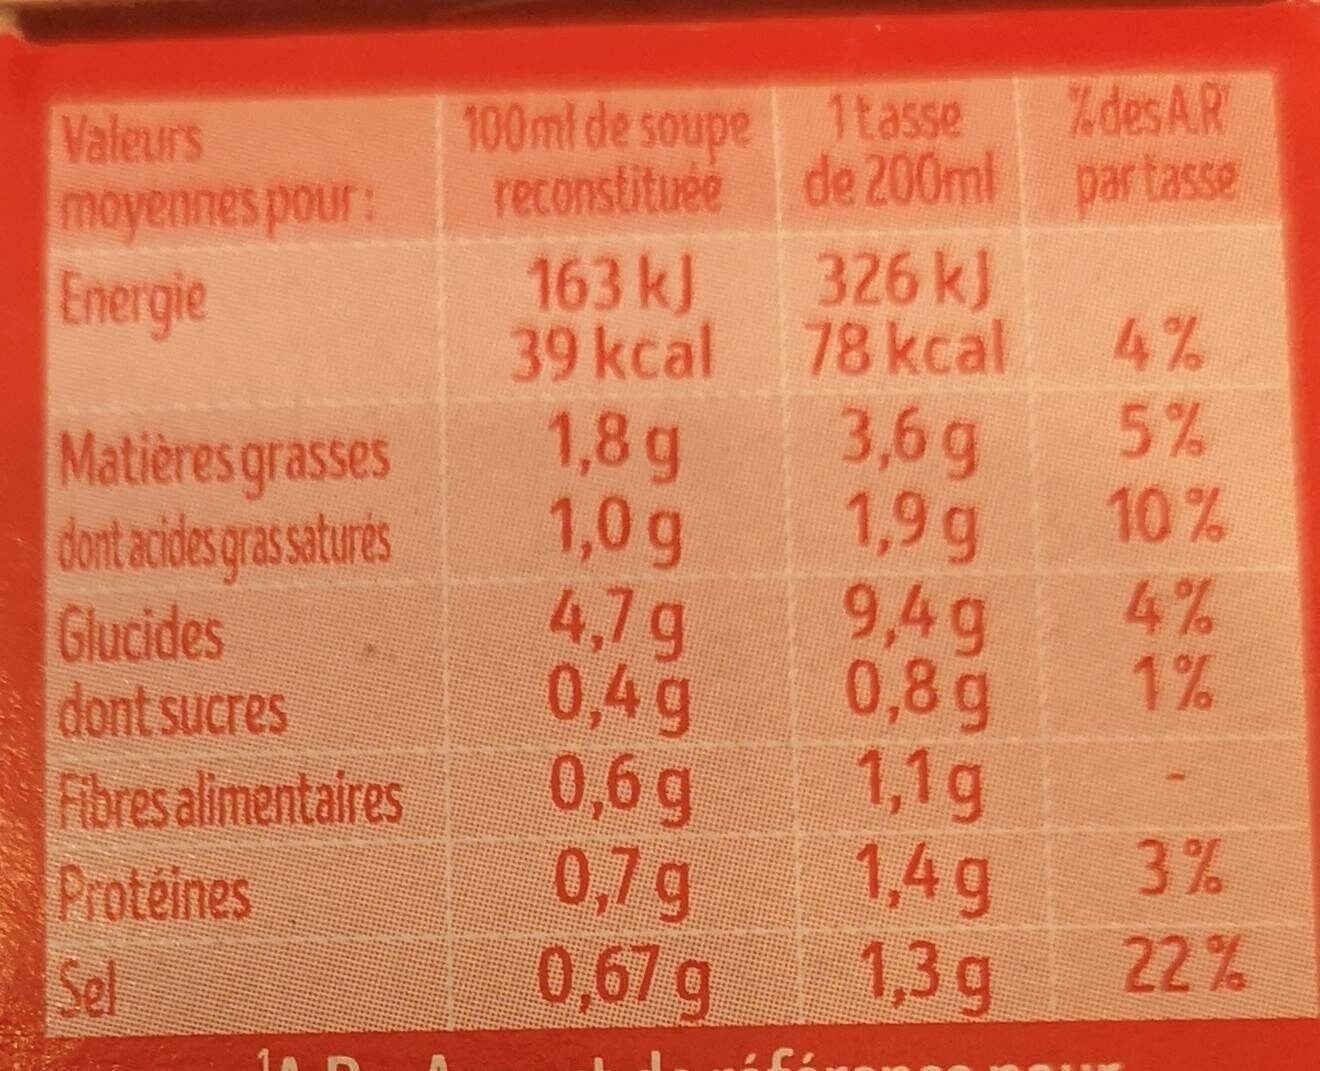 Valeurs moyennes pour : 100ml de soupe reconstituée 1 tasse de 200ml % des A.R¹ par tasse
Energie 163 kJ 326 kJ
39 kcal 78 kcal 4 %
Matières grasses 1,8 g 3,6 g 5 %
dont acides gras saturés 1,0 g 1,9 g 10 %
Glucides 4,7 g 9,4 g 4 %
dont sucres 0,4 g 0,8 g 1 %
Fibres alimentaires 0,6 g 1,1 g -
Protéines 0,7 g 1,4 g 3 %
Sel 0,67 g 1,3 g 22 %